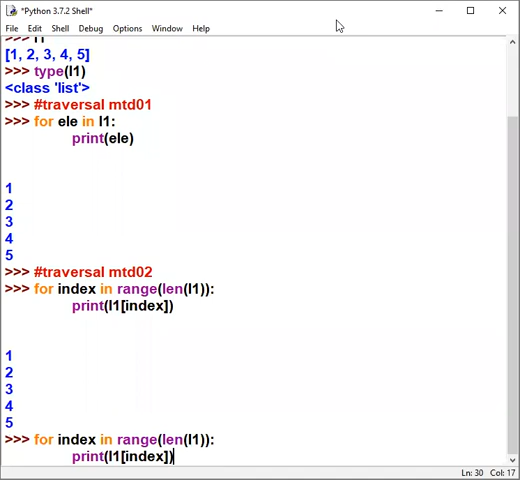 *Python 3.7.2 Shell*
File Edit Shell Debug Options Window Help
>>> l1
[1, 2, 3, 4, 5]
>>> type(l1)
<class 'list'>
>>> #traversal mtd01
>>> for ele in l1:
print(ele)
1
2
3
4
5
>>> #traversal mtd02
>>> for index in range(len(l1)):
print(l1[index])
1
2
3
4
5
>>> for index in range(len(l1)):
print(l1[index])
Ln: 30 Col: 17